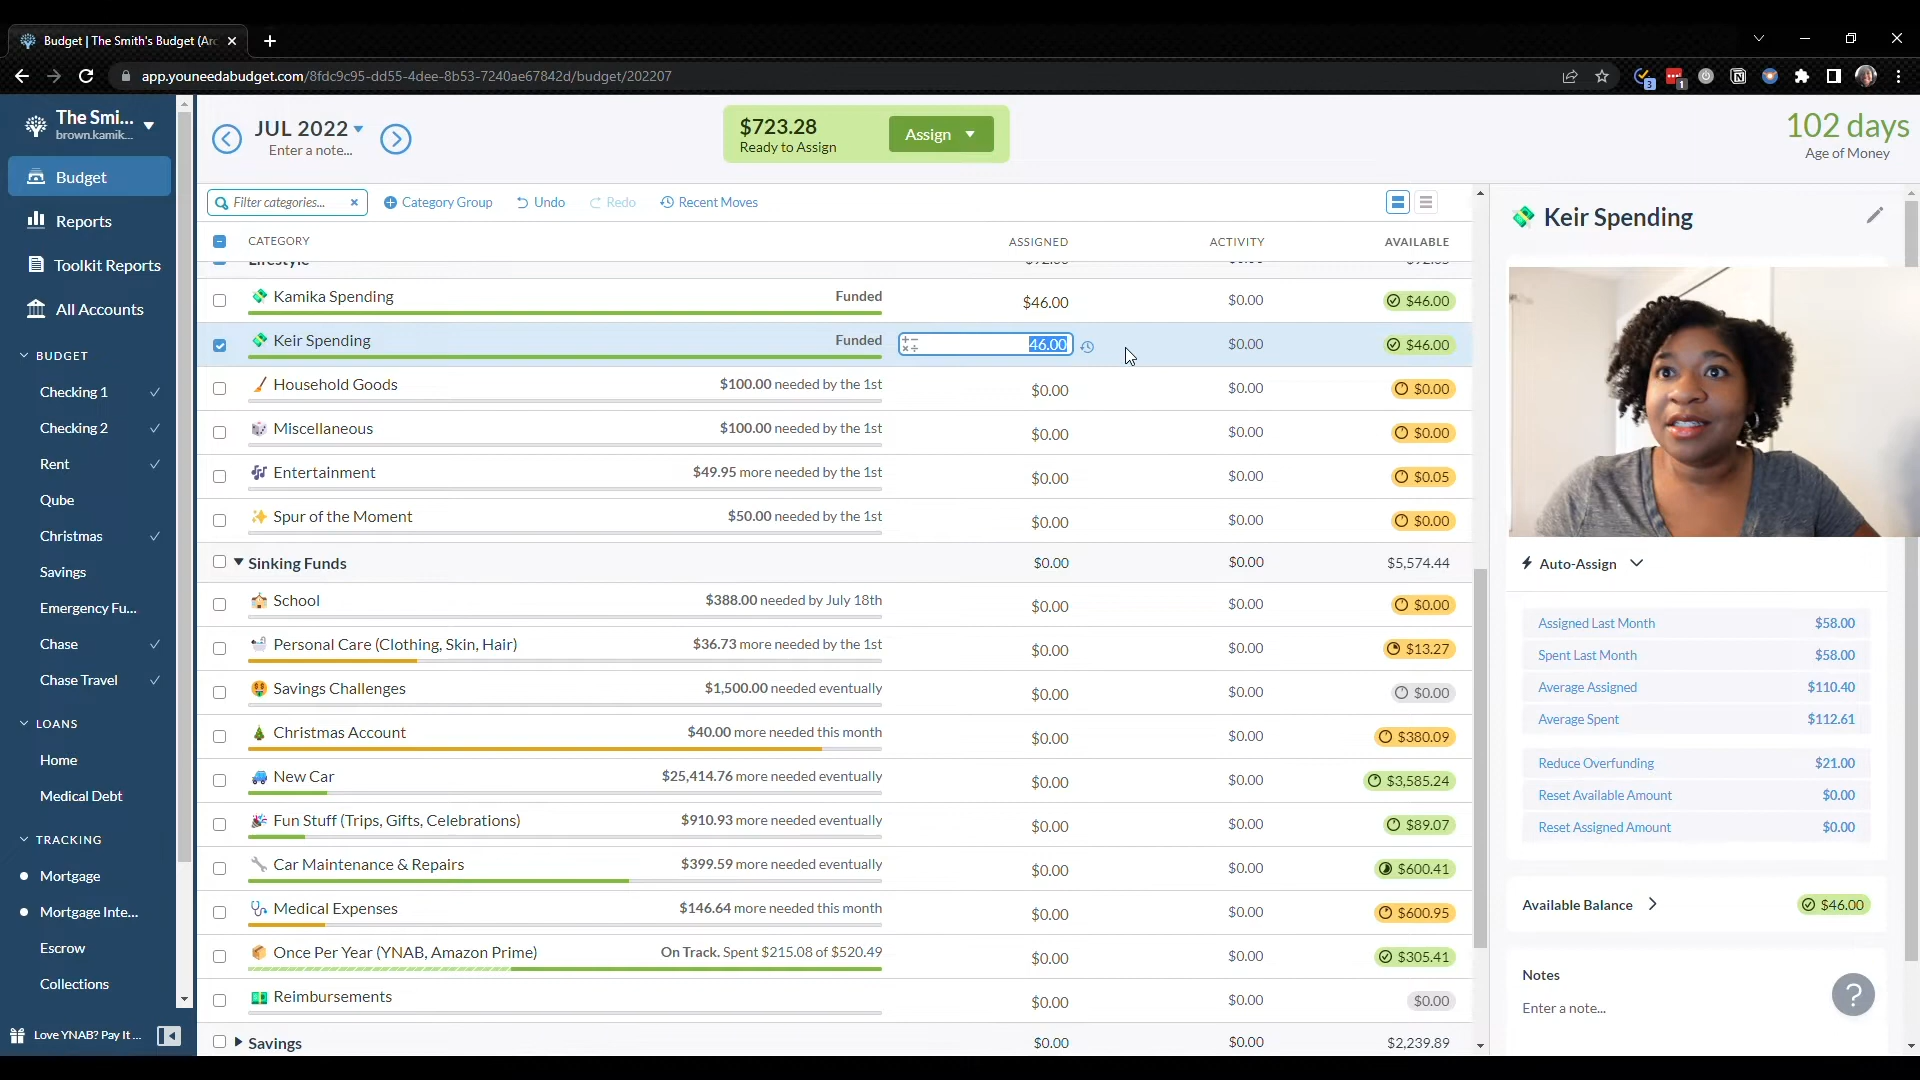 Budget | The Smith's Budget (Arc
app.youneedabudget.com/8fdc9c95-dd55-4dee-8b53-7240ae67842d/budget/202207
3
1
The Smi...
brown.kamik...
Budget
Reports
Toolkit Reports
All Accounts
BUDGET
Checking 1
Checking 2
Rent
Qube
Christmas
Savings
Emergency Fu...
Chase
Chase Travel
LOANS
Home
Medical Debt
TRACKING
Mortgage
Mortgage Inte...
Escrow
Collections
Love YNAB? Pay It ...
JUL 2022
Enter a note...
$723.28
Ready to Assign
Assign
102 days
Age of Money
Filter categories...
Category Group
Undo
Redo
Recent Moves
CATEGORY ASSIGNED ACTIVITY AVAILABLE
Lifestyle
Kamika Spending Funded $46.00 $0.00 $46.00
Keir Spending Funded 46.00 $0.00 $46.00
Household Goods $100.00 needed by the 1st $0.00 $0.00 $0.00
Miscellaneous $100.00 needed by the 1st $0.00 $0.00 $0.00
Entertainment $49.95 more needed by the 1st $0.00 $0.00 $0.05
Spur of the Moment $50.00 needed by the 1st $0.00 $0.00 $0.00
Sinking Funds $0.00 $0.00 $5,574.44
School $388.00 needed by July 18th $0.00 $0.00 $0.00
Personal Care (Clothing, Skin, Hair) $36.73 more needed by the 1st $0.00 $0.00 $13.27
Savings Challenges $1,500.00 needed eventually $0.00 $0.00 $0.00
Christmas Account $40.00 more needed this month $0.00 $0.00 $380.09
New Car $25,414.76 more needed eventually $0.00 $0.00 $3,585.24
Fun Stuff (Trips, Gifts, Celebrations) $910.93 more needed eventually $0.00 $0.00 $89.07
Car Maintenance & Repairs $399.59 more needed eventually $0.00 $0.00 $600.41
Medical Expenses $146.64 more needed this month $0.00 $0.00 $600.95
Once Per Year (YNAB, Amazon Prime) On Track. Spent $215.08 of $520.49 $0.00 $0.00 $305.41
Reimbursements $0.00 $0.00 $0.00
Savings $0.00 $0.00 $2,239.89
Keir Spending
Auto-Assign
Assigned Last Month $58.00
Spent Last Month $58.00
Average Assigned $110.40
Average Spent $112.61
Reduce Overfunding $21.00
Reset Available Amount $0.00
Reset Assigned Amount $0.00
Available Balance $46.00
Notes
Enter a note...
?